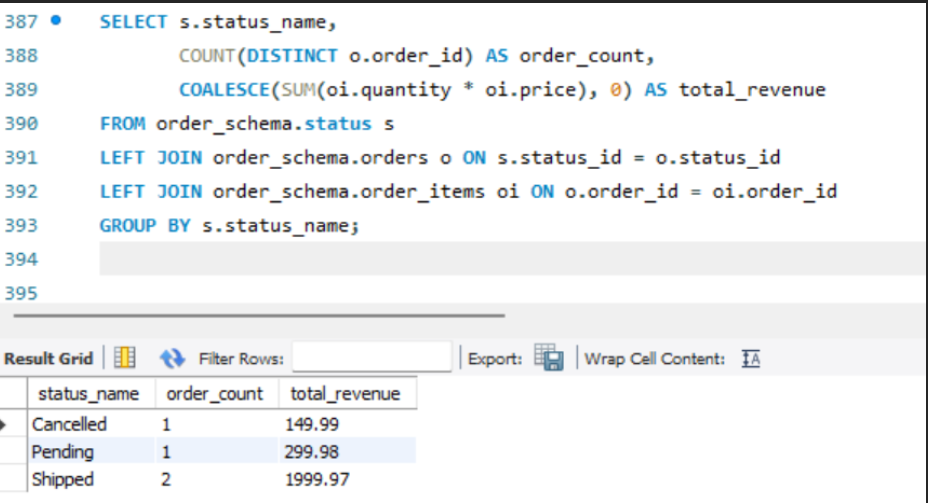 387 SELECT s.status_name,
388 COUNT(DISTINCT o.order_id) AS order_count,
389 COALESCE(SUM(oi.quantity * oi.price), 0) AS total_revenue
390 FROM order_schema.status s
391 LEFT JOIN order_schema.orders o ON s.status_id = o.status_id
392 LEFT JOIN order_schema.order_items oi ON o.order_id = oi.order_id
393 GROUP BY s.status_name;
394
395
Result Grid Filter Rows: Export: Wrap Cell Content: IA
status_name order_count total_revenue
Cancelled 1 149.99
Pending 1 299.98
Shipped 2 1999.97